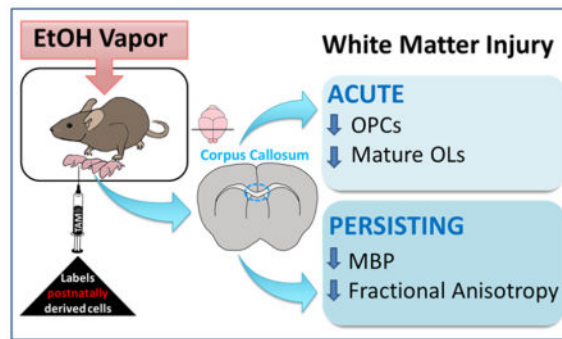 EtOH Vapor
White Matter Injury
ACUTE
OPCs
Mature OLs
Corpus Callosum
TAM
Labels
postnatally
derived cells
PERSISTING
MBP
Fractional Anisotropy